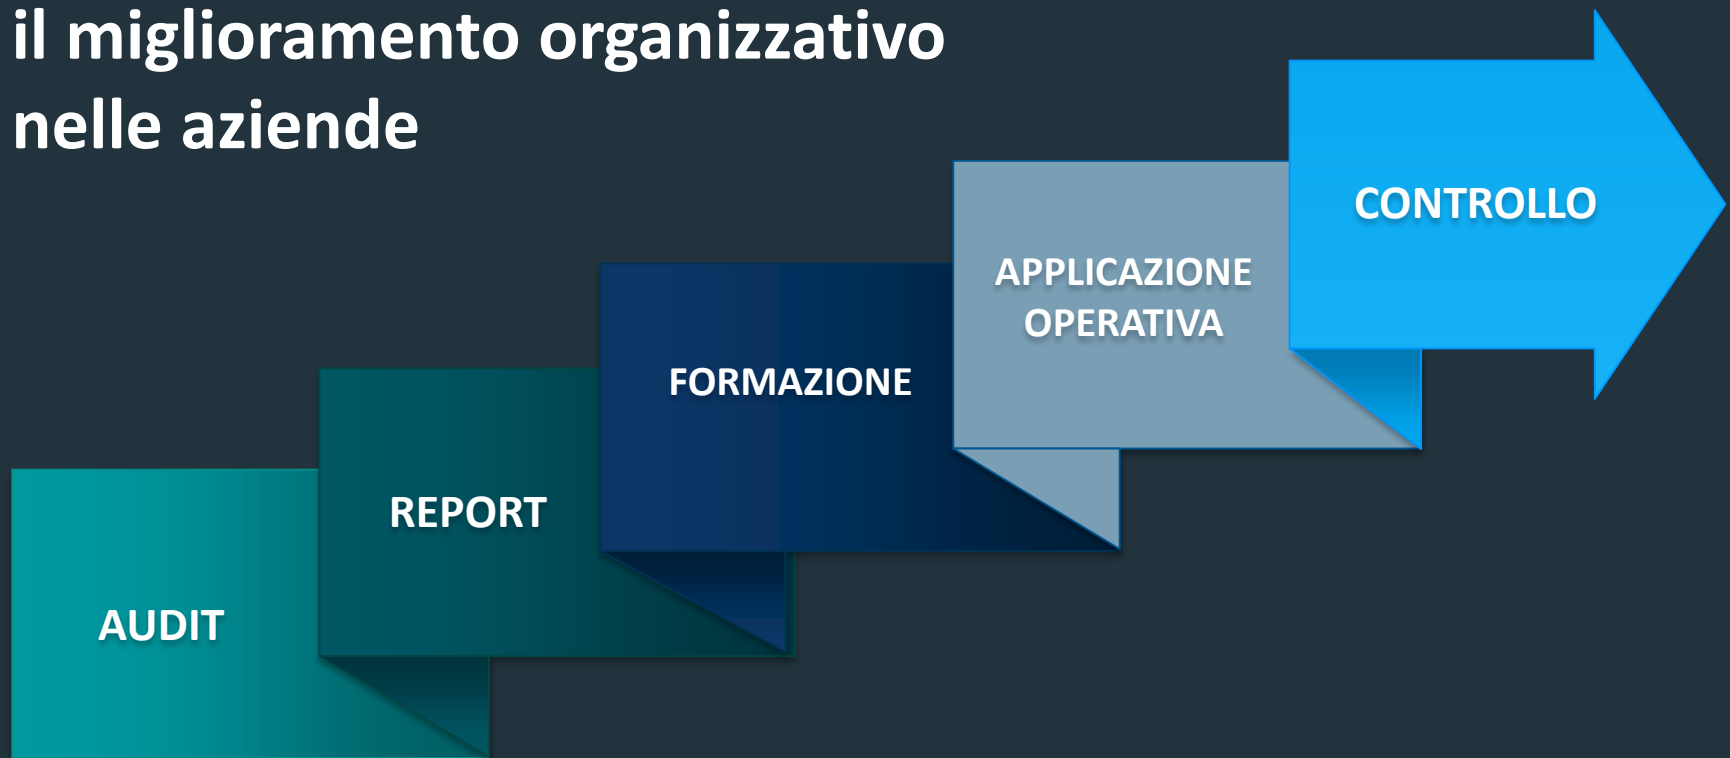 il miglioramento organizzativo
nelle aziende
AUDIT
REPORT
FORMAZIONE
APPLICAZIONE
OPERATIVA
CONTROLLO